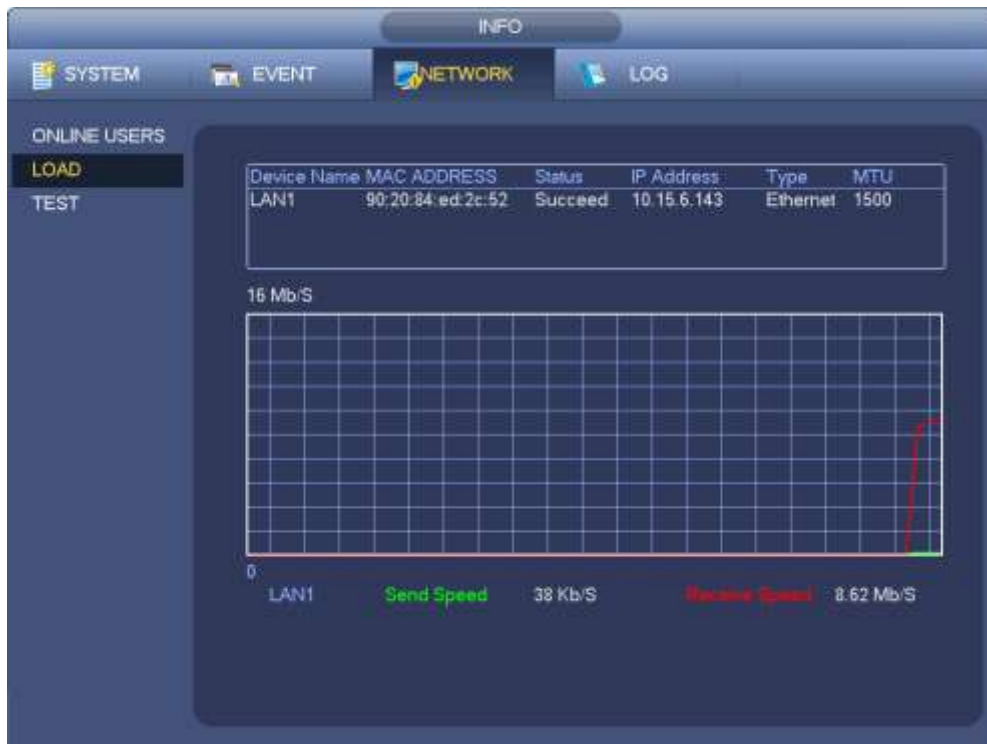 INFO
SYSTEM EVENT NETWORK LOG
ONLINE USERS
LOAD
TEST
Device Name MAC ADDRESS Status IP Address Type MTU
LAN1 90:20:84:ed:2c:52 Succeed 10.15.6.143 Ethernet 1500
16 Mb/S
0
LAN1 Send Speed 38 Kb/S Receive Speed 8.62 Mb/S